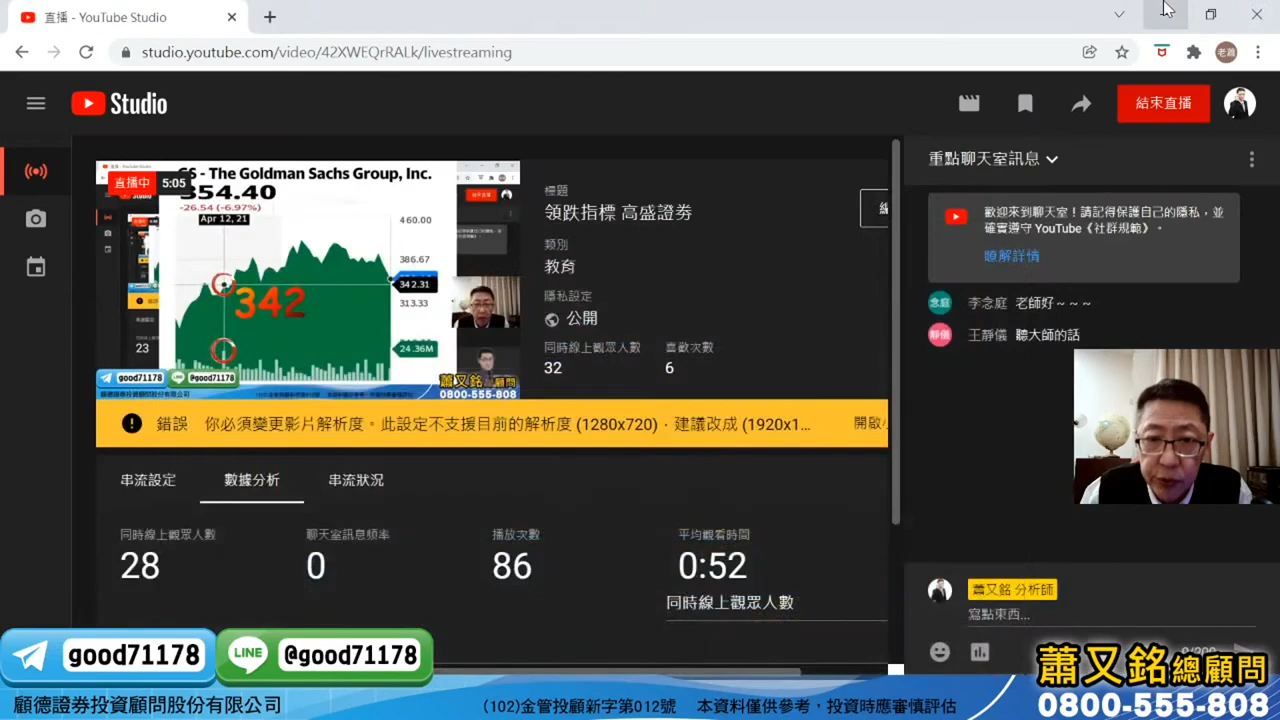 直播 - YouTube Studio
studio.youtube.com/video/42XWEQrRALk/livestreaming
老蕭
Studio
結束直播
直播中 5:05
GS - The Goldman Sachs Group, Inc.
354.40
-26.54 (-6.97%)
Apr 12, 21
460.00
386.67
342.31
342
313.33
24.36M
23
good71178
@good71178
蕭又銘 顧問
0800-555-808
標題
領跌指標 高盛證劵
類別
教育
隱私設定
公開
同時線上觀眾人數 喜歡次數
32 6
編
重點聊天室訊息
歡迎來到聊天室！請記得保護自己的隱私，並
確實遵守 YouTube《社群規範》。
瞭解詳情
念庭 李念庭 老師好～～～
靜儀 王靜儀 聽大師的話
錯誤 你必須變更影片解析度。此設定不支援目前的解析度 (1280x720)，建議改成 (1920x1... 開啟
串流設定 數據分析 串流狀況
同時線上觀眾人數 聊天室訊息頻率 播放次數 平均觀看時間
28 0 86 0:52
同時線上觀眾人數
蕭又銘 分析師
寫點東西...
0/200
good71178
LINE @good71178
蕭又銘總顧問
0800-555-808
顧德證券投資顧問股份有限公司
(102)金管投顧新字第012號 本資料僅供參考，投資時應審慎評估